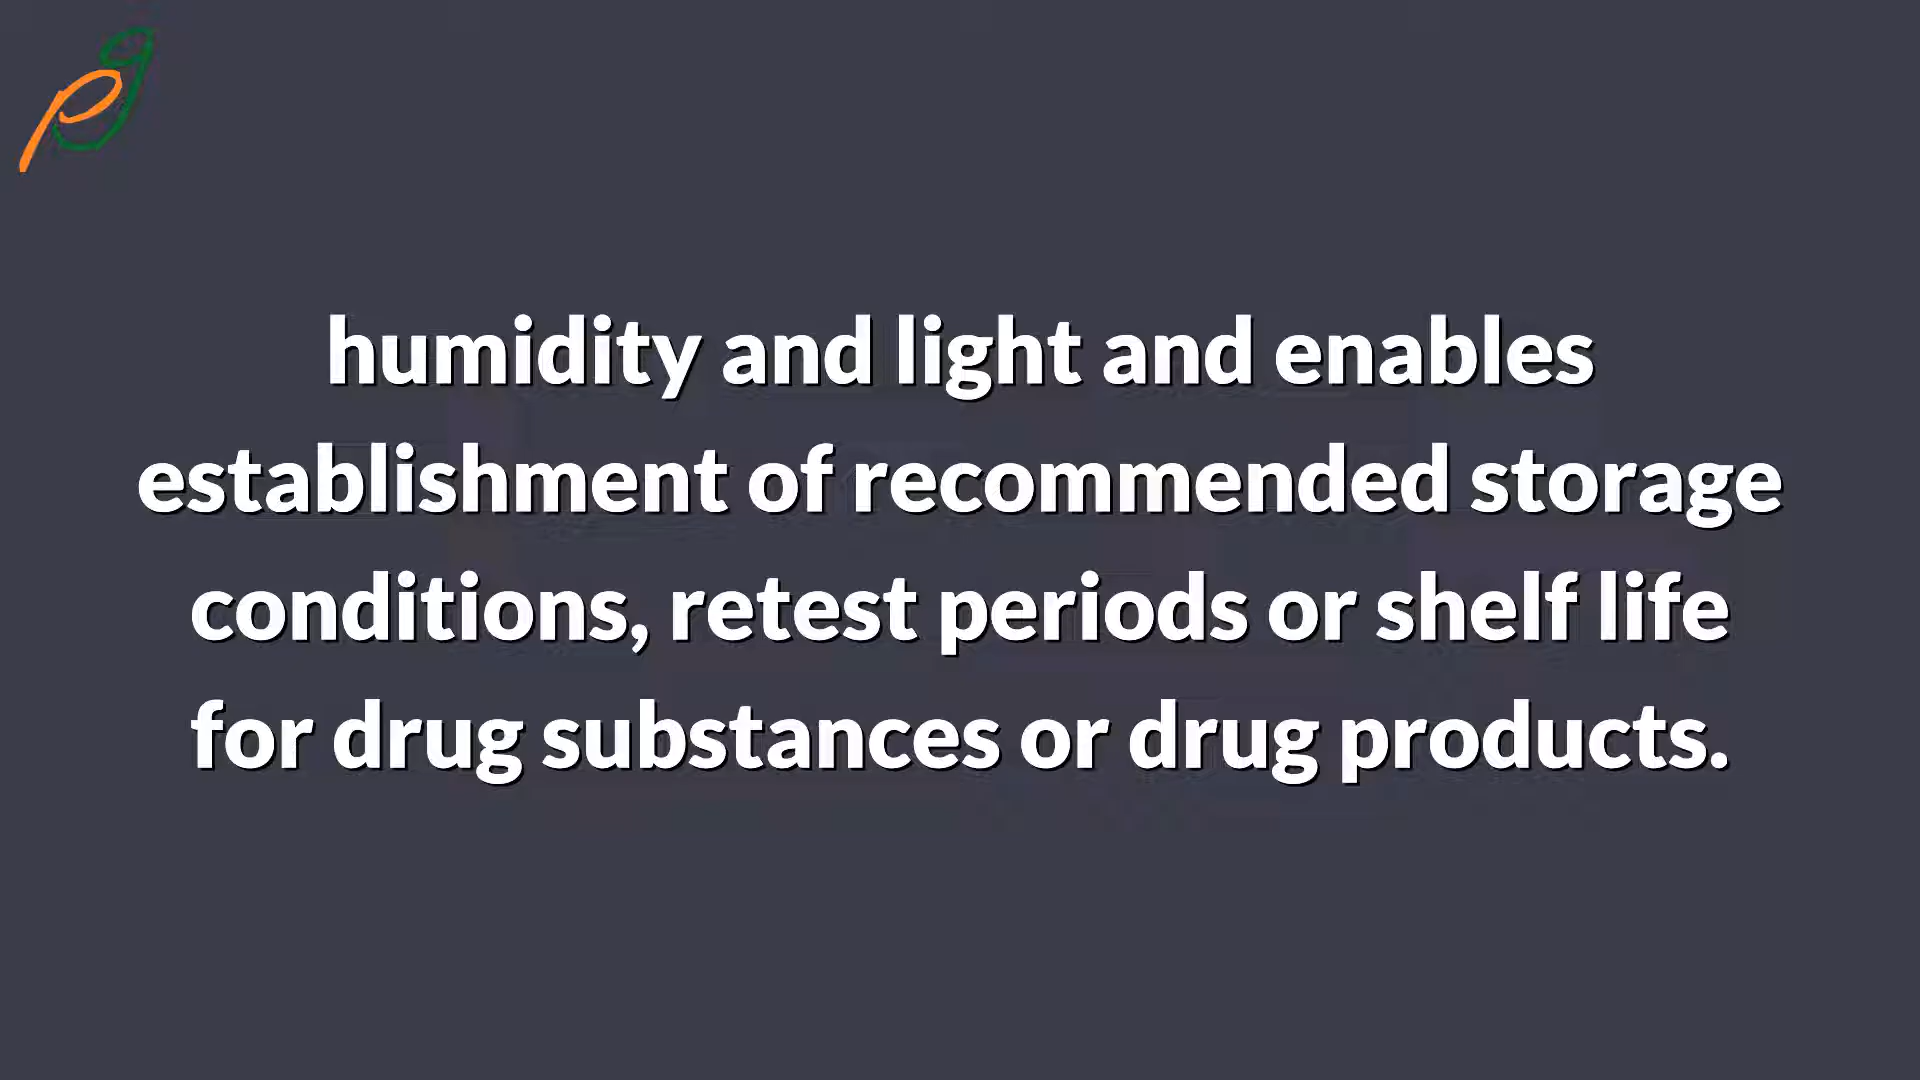 humidity and light and enables
establishment of recommended storage
conditions, retest periods or shelf life
for drug substances or drug products.